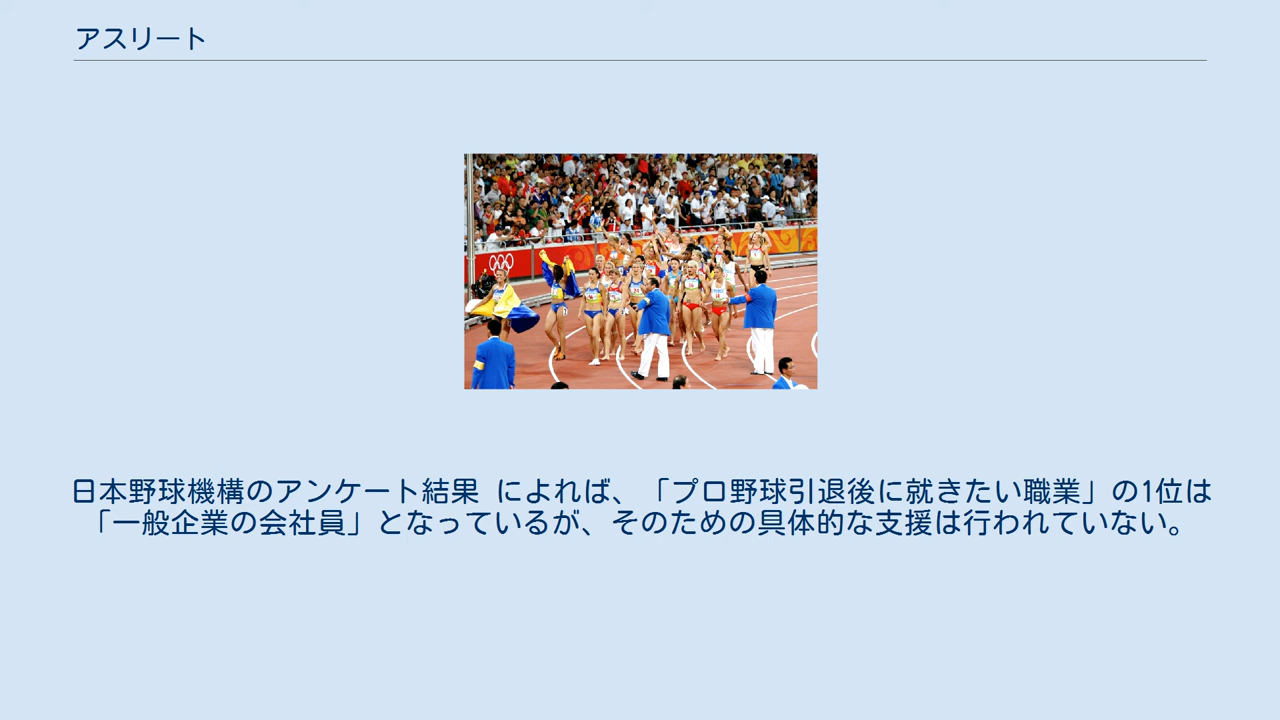 アスリート
日本野球機構のアンケート結果 によれば、「プロ野球引退後に就きたい職業」の1位は
「一般企業の会社員」となっているが、そのための具体的な支援は行われていない。